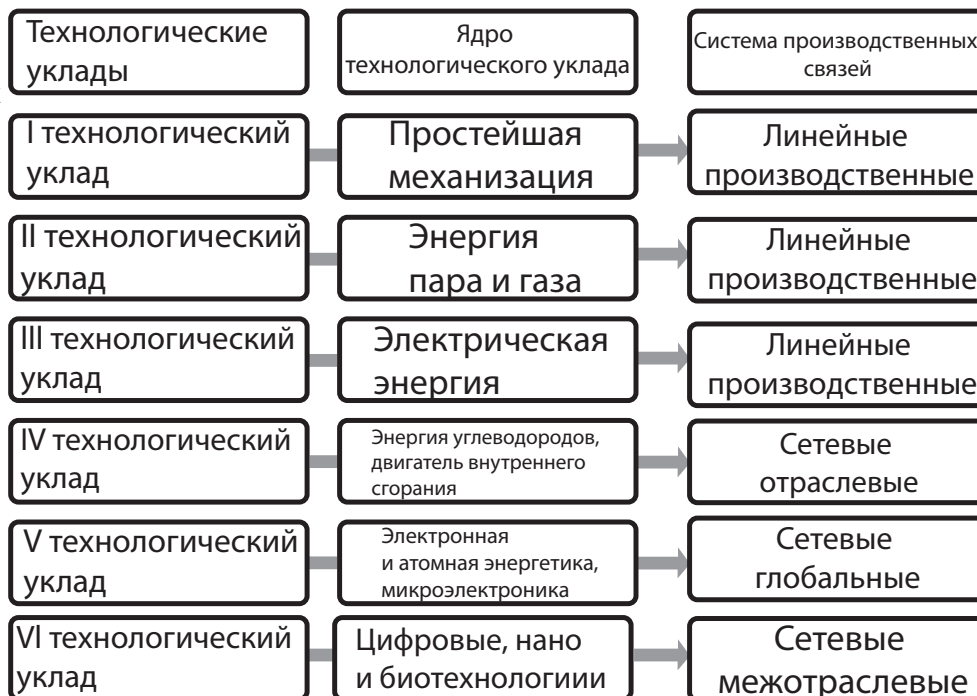 Технологические
уклады
Ядро
технологического уклада
Система производственных
связей
I технологический
уклад
Простейшая
механизация
Линейные
производственные
II технологический
уклад
Энергия
пара и газа
Линейные
производственные
III технологический
уклад
Электрическая
энергия
Линейные
производственные
IV технологический
уклад
Энергия углеводородов,
двигатель внутреннего
сгорания
Сетевые
отраслевые
V технологический
уклад
Электронная
и атомная энергетика,
микроэлектроника
Сетевые
глобальные
VI технологический
уклад
Цифровые, нано
и биотехнологиии
Сетевые
межотраслевые